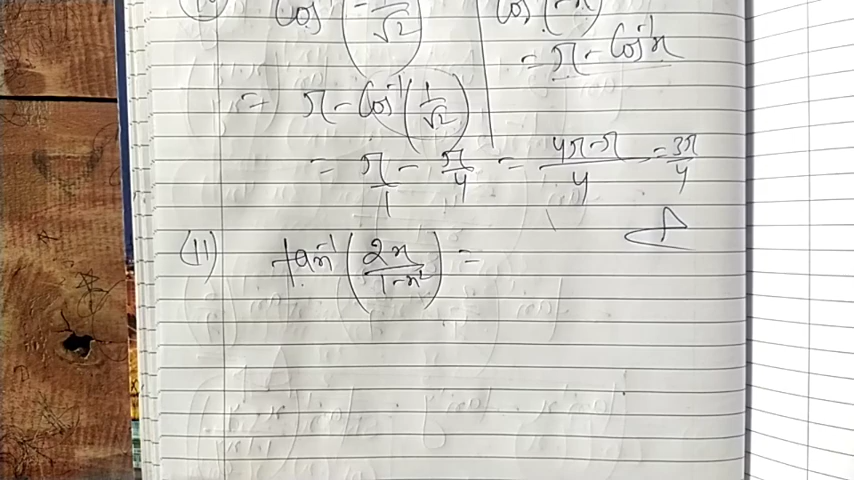 (10) cos⁻¹(-1/√2) | cos⁻¹(-x)
= π - cos⁻¹x
= π - cos⁻¹(1/√2)
= π/1 - π/4 = 4π-π/4 = 3π/4
(11) tan⁻¹(2x/1-x²) =